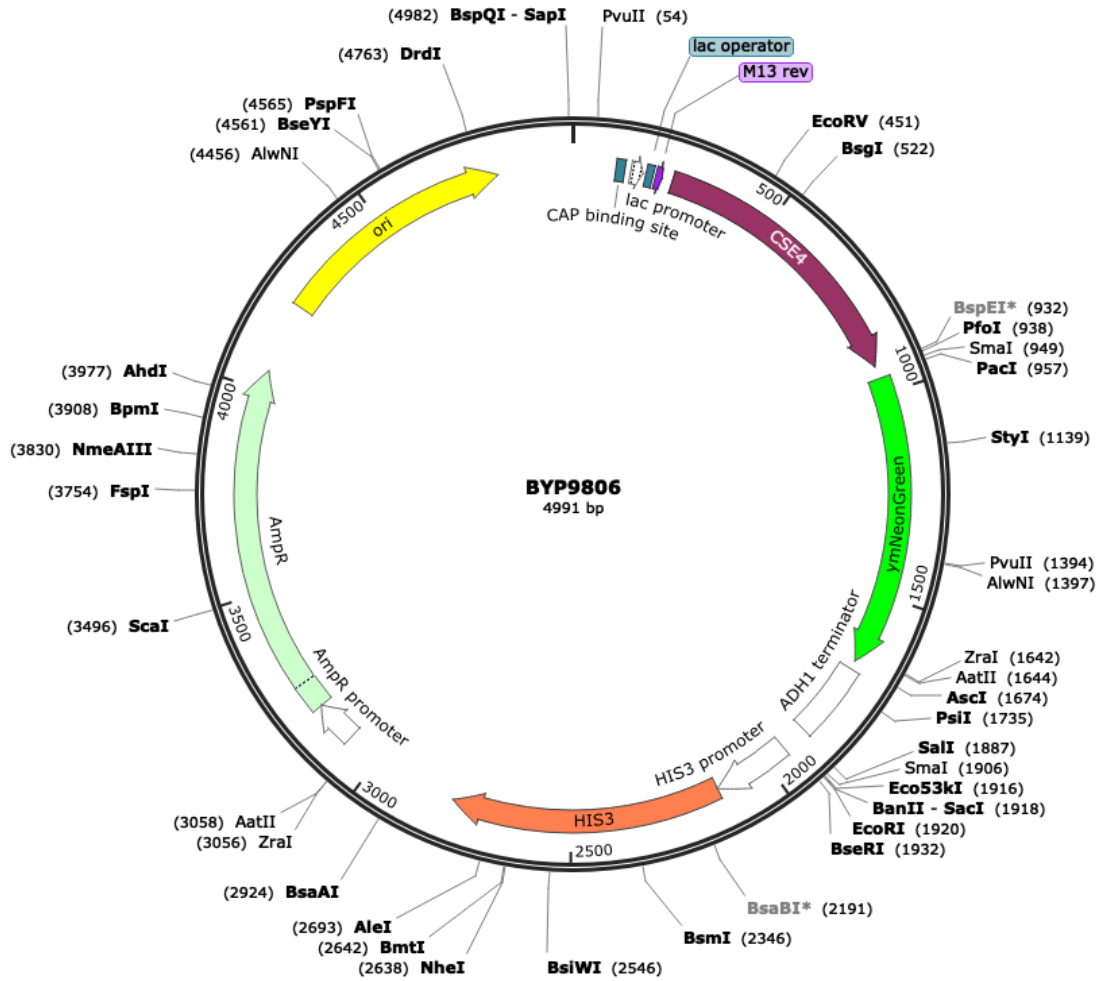 (4982) BspQI - SapI
PvuII (54)
lac operator
M13 rev
(4763) DrdI
(4565) PspFI
(4561) BseYI
(4456) AlwNI
EcoRV (451)
BsgI (522)
500
4500
ori
CAP binding site
lac promoter
CSE4
BspEI* (932)
PfoI (938)
SmaI (949)
PacI (957)
1000
(3977) AhdI
(3908) BpmI
(3830) NmeAIII
(3754) FspI
4000
StyI (1139)
BYP9806
4991 bp
ymNeonGreen
AmpR
PvuII (1394)
AlwNI (1397)
1500
(3496) ScaI
3500
AmpR promoter
ADH1 terminator
ZraI (1642)
AatII (1644)
AscI (1674)
PsiI (1735)
HIS3 promoter
2000
SalI (1887)
SmaI (1906)
Eco53kI (1916)
BanII - SacI (1918)
EcoRI (1920)
BseRI (1932)
3000
HIS3
2500
(3058) AatII
(3056) ZraI
(2924) BsaAI
(2693) AleI
(2642) BmtI
(2638) NheI
BsiWI (2546)
BsmI (2346)
BsaBI* (2191)